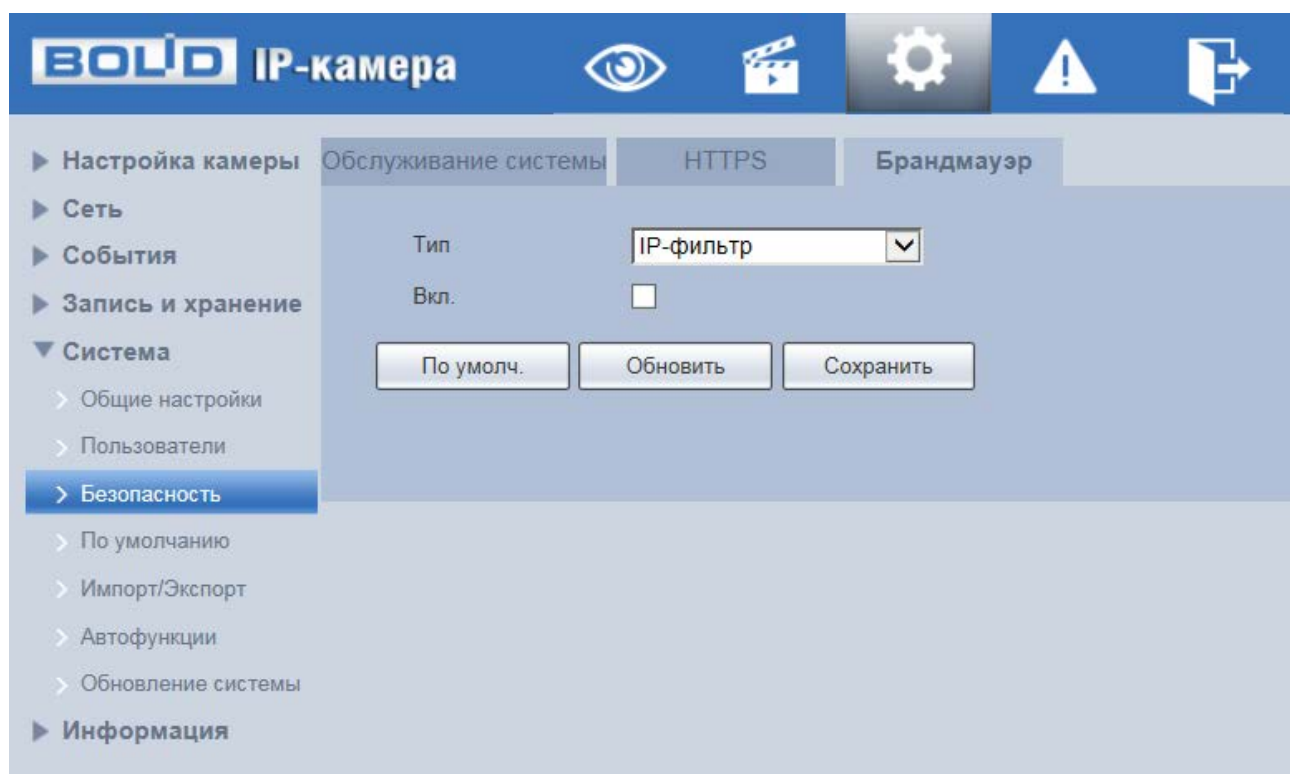 BOLID IP-камера
Настройка камеры
Сеть
События
Запись и хранение
Система
Общие настройки
Пользователи
Безопасность
По умолчанию
Импорт/Экспорт
Автофункции
Обновление системы
Информация
Обслуживание системы HTTPS Брандмауэр
Тип IP-фильтр
Вкл.
По умолч. Обновить Сохранить